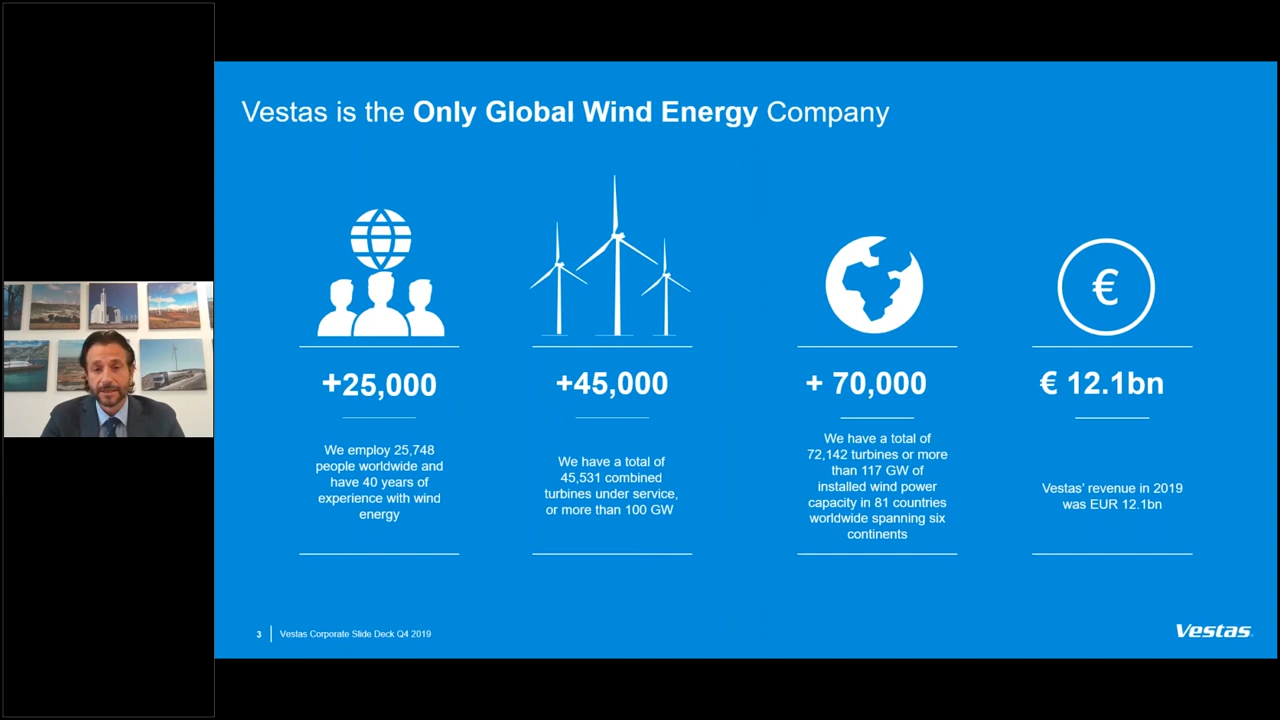 Vestas is the Only Global Wind Energy Company
€
+25,000
+45,000
+ 70,000
€ 12.1bn
We employ 25,748
people worldwide and
have 40 years of
experience with wind
energy
We have a total of
45,531 combined
turbines under service,
or more than 100 GW
We have a total of
72,142 turbines or more
than 117 GW of
installed wind power
capacity in 81 countries
worldwide spanning six
continents
Vestas' revenue in 2019
was EUR 12.1bn
3 Vestas Corporate Slide Deck Q4 2019
Vestas